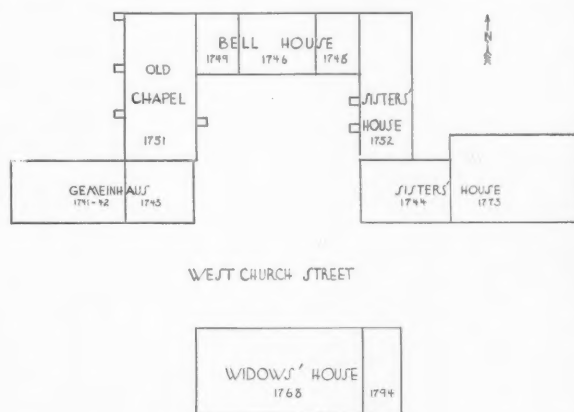 N
BELL HOUSE
1749 1746 1748
OLD
CHAPEL
1751
SISTERS'
HOUSE
1752
GEMEINHAUS
1741-42 1743
SISTERS' HOUSE
1744 1773
WEST CHURCH STREET
WIDOWS' HOUSE
1768 1794